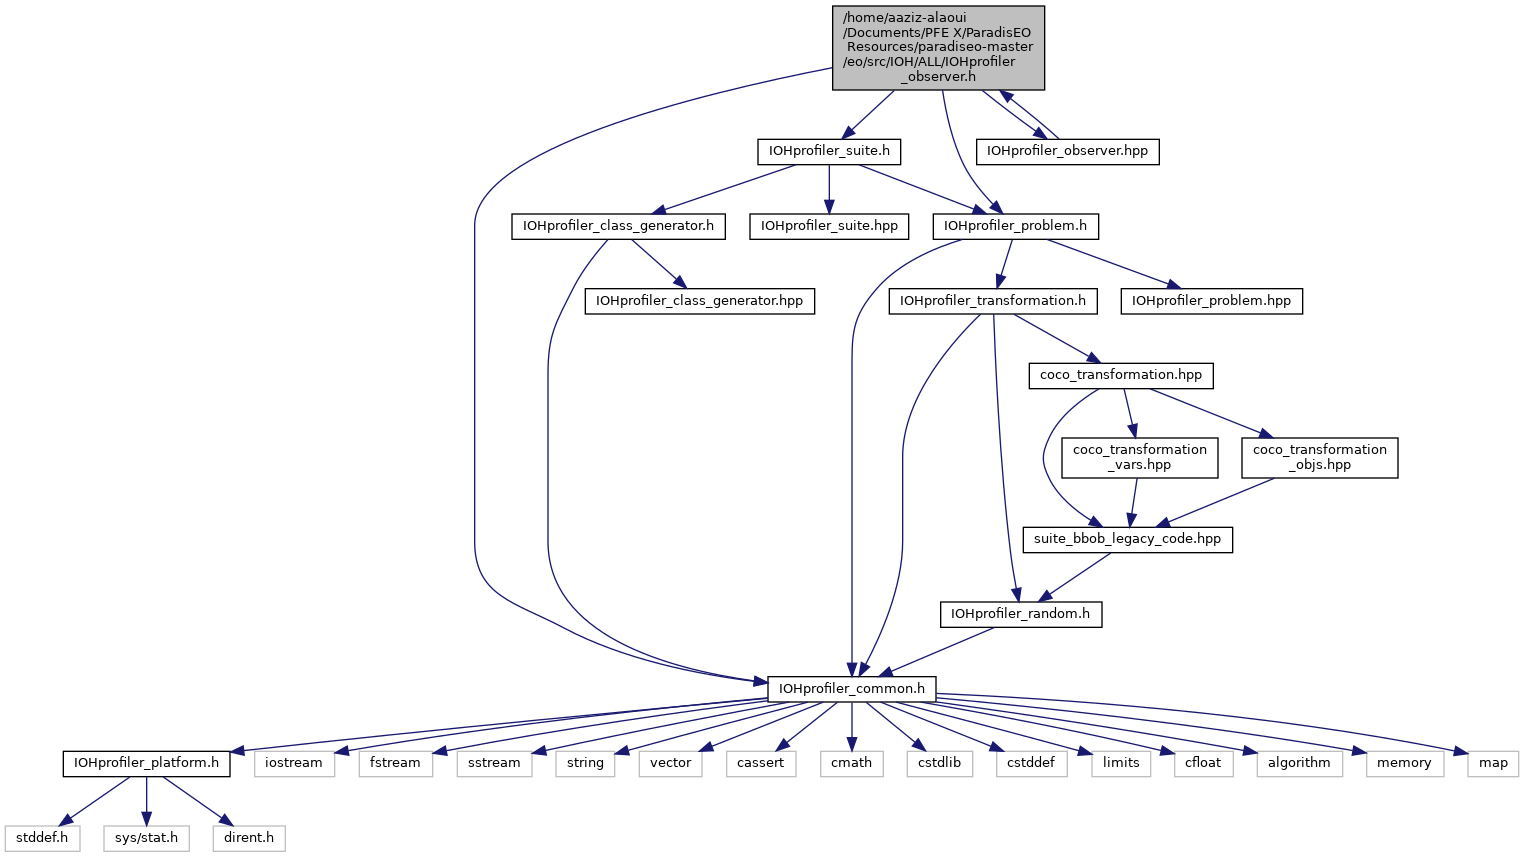 /home/aaziz-alaoui
/Documents/PFE X/ParadisEO
Resources/paradiseo-master
/eo/src/IOH/ALL/IOHprofiler
_observer.h
IOHprofiler_suite.h
IOHprofiler_observer.hpp
IOHprofiler_class_generator.h
IOHprofiler_suite.hpp
IOHprofiler_problem.h
IOHprofiler_class_generator.hpp
IOHprofiler_transformation.h
IOHprofiler_problem.hpp
coco_transformation.hpp
coco_transformation
_vars.hpp
coco_transformation
_objs.hpp
suite_bbob_legacy_code.hpp
IOHprofiler_random.h
IOHprofiler_common.h
IOHprofiler_platform.h
iostream
fstream
sstream
string
vector
cassert
cmath
cstdlib
cstddef
limits
cfloat
algorithm
memory
map
stddef.h
sys/stat.h
dirent.h